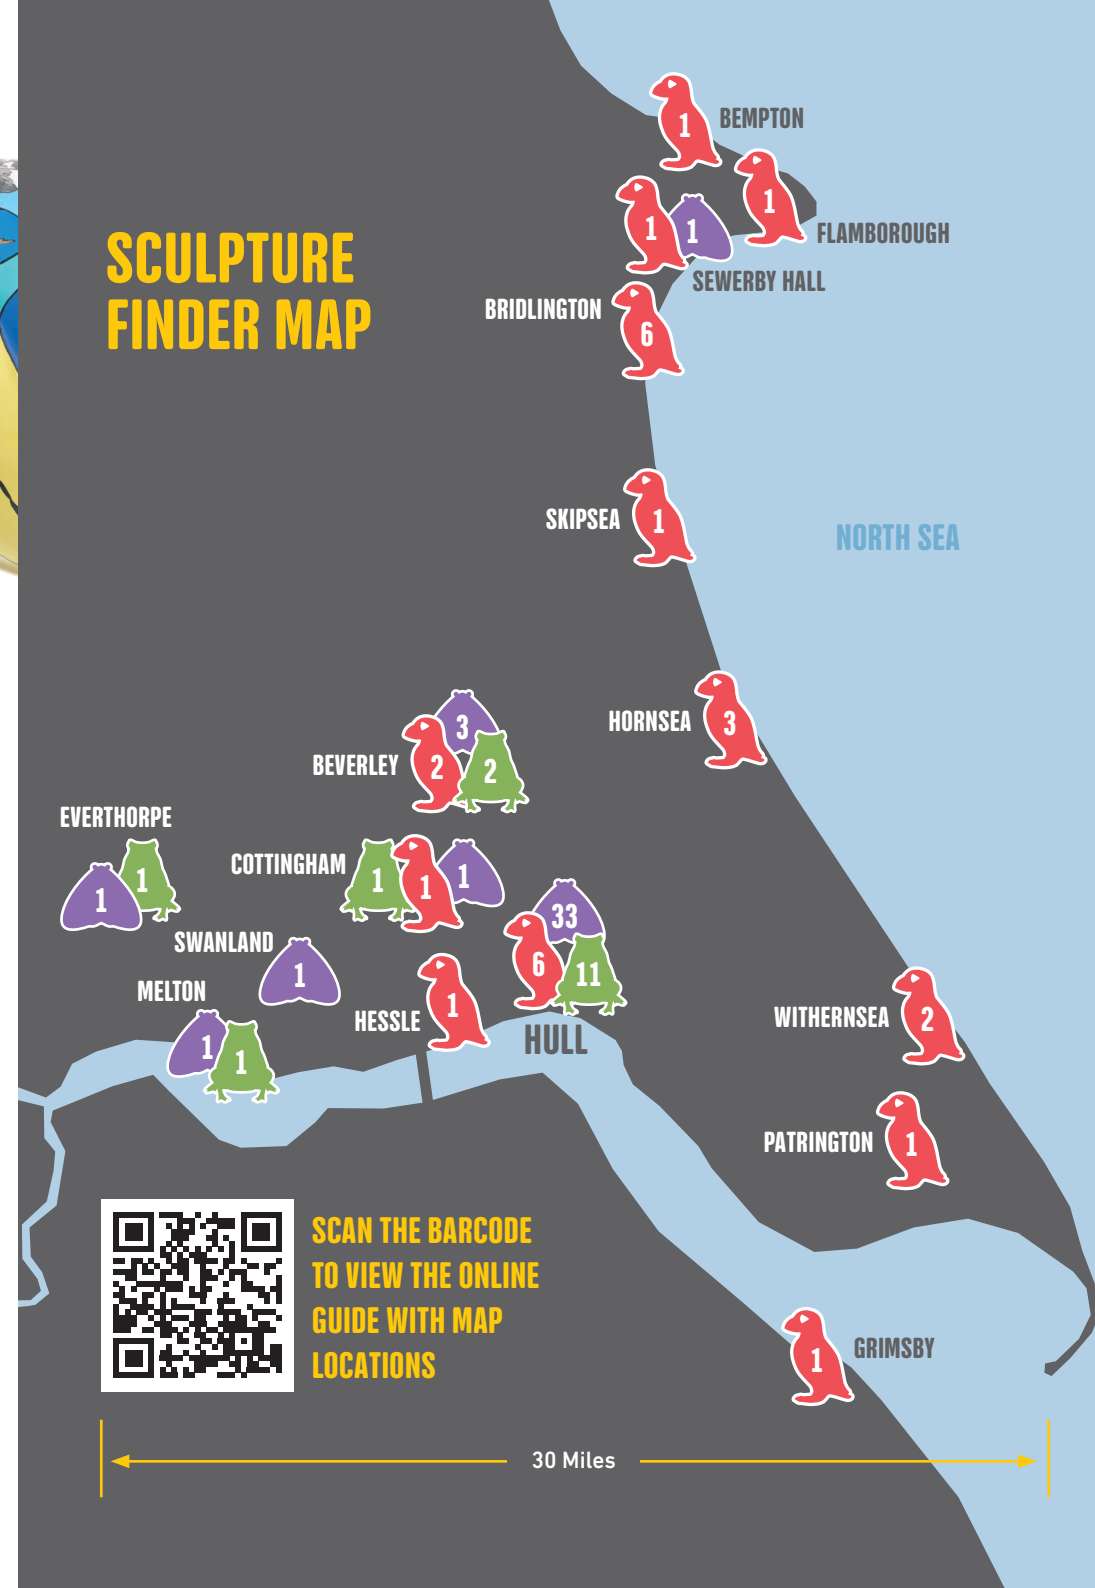 BEMPTON
1
1
FLAMBOROUGH
1
1
SEWERBY HALL
SCULPTURE
FINDER MAP
BRIDLINGTON
6
SKIPSEA
1
NORTH SEA
HORNSEA
3
BEVERLEY
3
2
2
EVERTHORPE
1
1
COTTINGHAM
1
1
1
33
6
11
HULL
SWANLAND
1
MELTON
1
1
HESSLE
1
WITHERNSEA
2
PATRINGTON
1
SCAN THE BARCODE
TO VIEW THE ONLINE
GUIDE WITH MAP
LOCATIONS
1
GRIMSBY
30 Miles